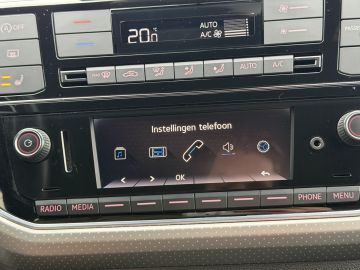 20.0 AUTO
A/C
AUTO A/C
Instellingen telefoon
OK
RADIO MEDIA PHONE MENU